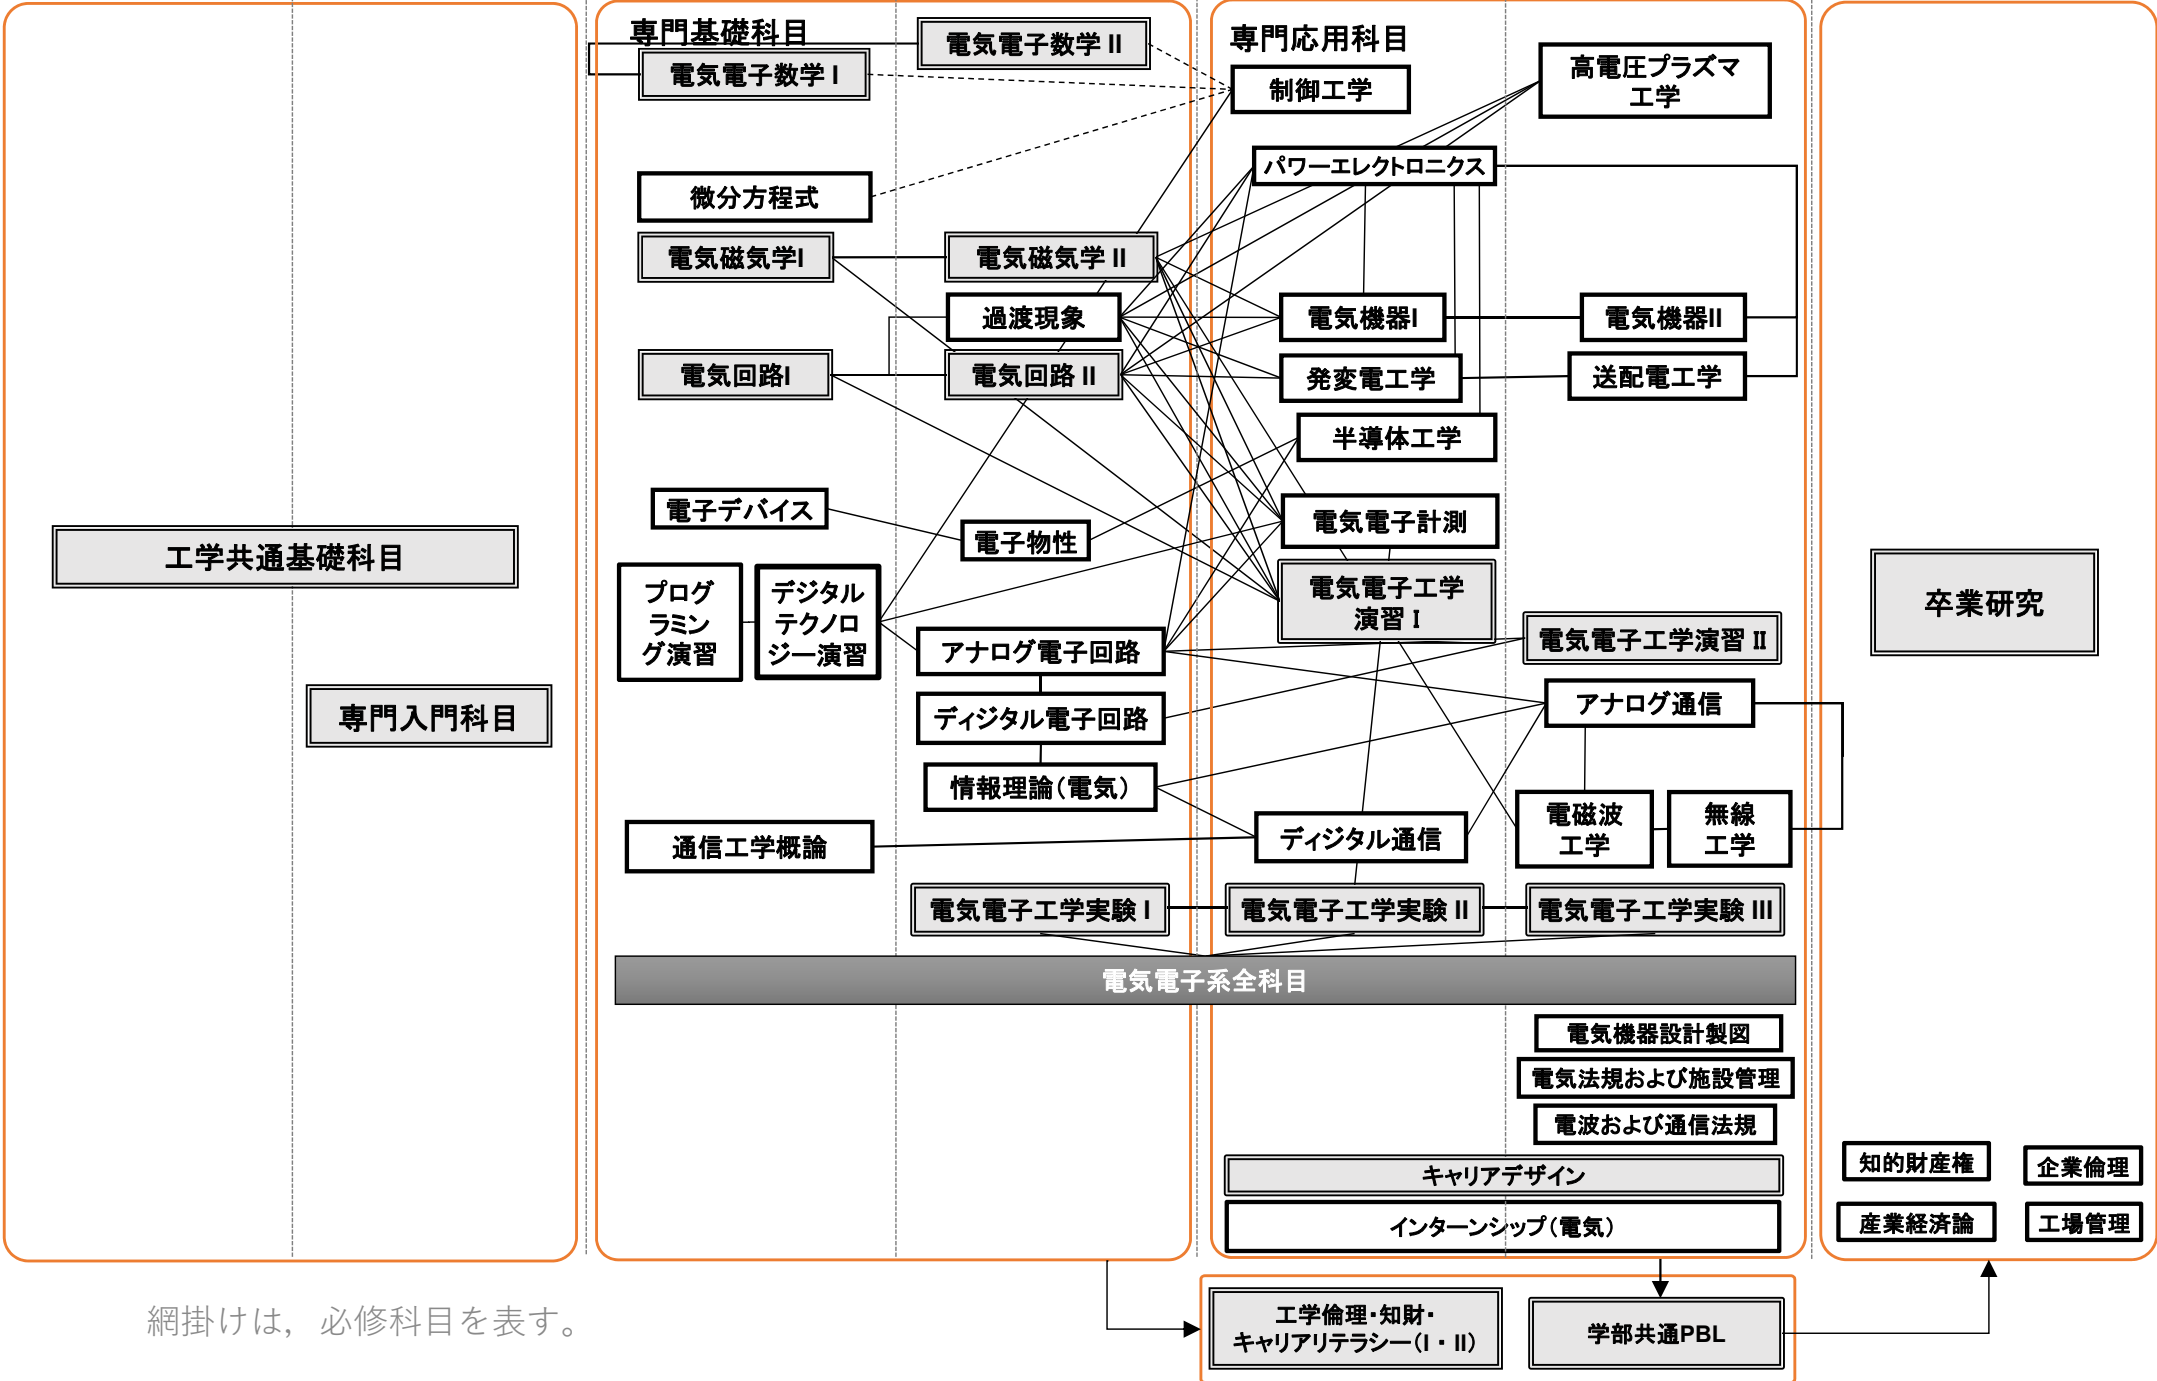 専門基礎科目
電気電子数学 II
電気電子数学 I
微分方程式
電気磁気学I
電気磁気学 II
過渡現象
電気回路I
電気回路 II
電子デバイス
電子物性
プログ
ラミン
グ演習
デジタル
テクノロ
ジー演習
アナログ電子回路
ディジタル電子回路
情報理論(電気)
通信工学概論
電気電子工学実験 I
専門応用科目
制御工学
高電圧プラズマ
工学
パワーエレクトロニクス
電気機器I
電気機器II
発変電工学
送配電工学
半導体工学
電気電子計測
電気電子工学
演習 I
電気電子工学演習 II
アナログ通信
電磁波
工学
無線
工学
ディジタル通信
電気電子工学実験 II
電気電子工学実験 III
電気電子系全科目
電気機器設計製図
電気法規および施設管理
電波および通信法規
キャリアデザイン
インターンシップ(電気)
工学共通基礎科目
専門入門科目
卒業研究
知的財産権
企業倫理
産業経済論
工場管理
工学倫理・知財・
キャリアリテラシー(I ・ II)
学部共通PBL
網掛けは，必修科目を表す。